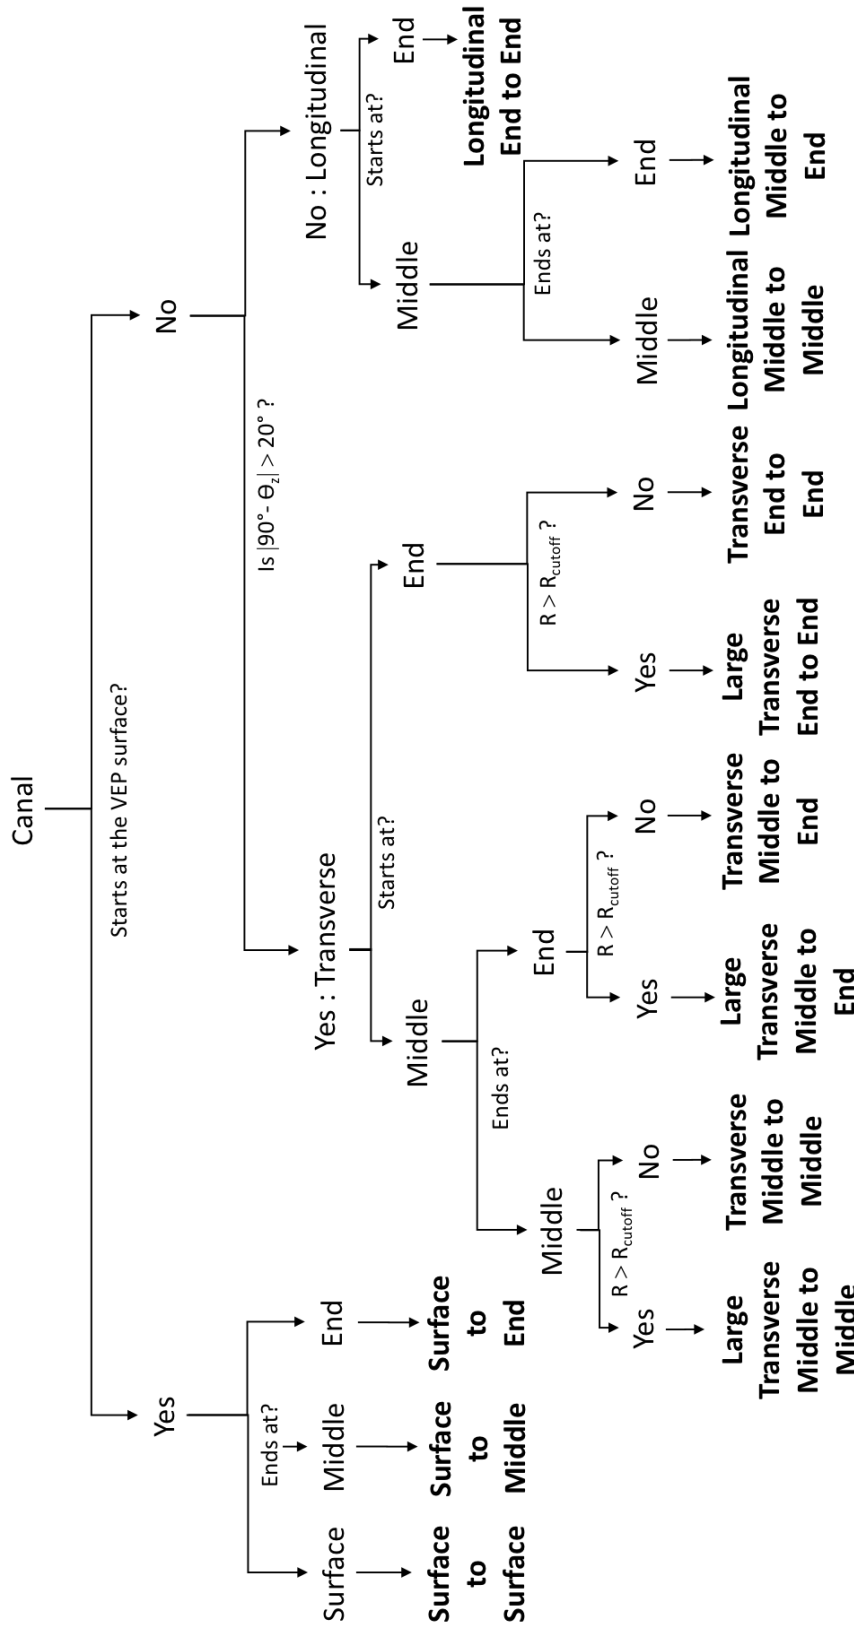 Canal
Starts at the VEP surface?
Yes
No
Ends at?
Is |90°- ϴz| > 20° ?
Surface
Middle
End
Yes : Transverse
No : Longitudinal
Starts at?
Starts at?
Surface
to
Surface
Surface
to
Middle
Surface
to
End
Middle
End
Middle
End
Ends at?
R > Rcutoff ?
Ends at?
Longitudinal
End to End
Middle
End
R > Rcutoff ?
R > Rcutoff ?
Yes
No
Yes
No
Yes
No
Middle
End
Large
Transverse
Middle to
Middle
Transverse
Middle to
Middle
Large
Transverse
Middle to
End
Transverse
Middle to
End
Large
Transverse
End to End
Transverse
End to
End
Longitudinal
Middle to
Middle
Longitudinal
Middle to
End